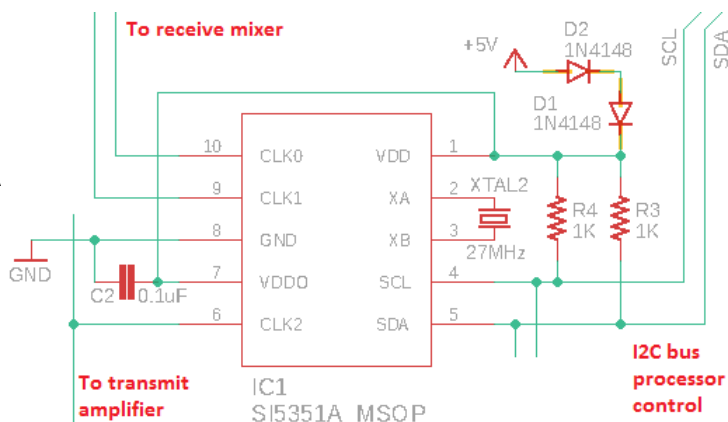 To receive mixer
D2
1N4148
+5V
SCL
SDA
D1
1N4148
10 CLK0 VDD 1
9 CLK1 XA 2 XTAL2
8 GND XB 3 27MHz
7 VDDO SCL 4
6 CLK2 SDA 5
R4
1K
R3
1K
GND
C2 0.1uF
To transmit
amplifier
IC1
SI5351A_MSOP
I2C bus
processor
control